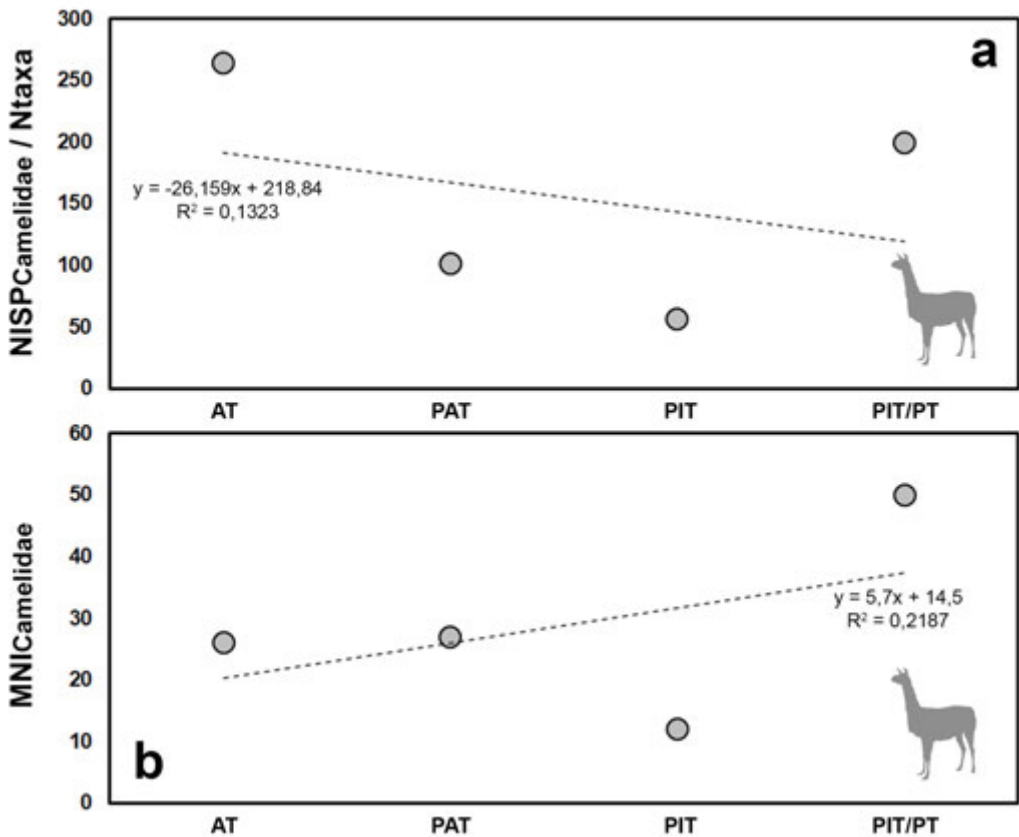 300
250
200
150
100
50
0
NISPCamelidae / Ntaxa
a
y = -26,159x + 218,84
R² = 0,1323
AT PAT PIT PIT/PT
60
50
40
30
20
10
0
MNICamelidae
b
y = 5,7x + 14,5
R² = 0,2187
AT PAT PIT PIT/PT